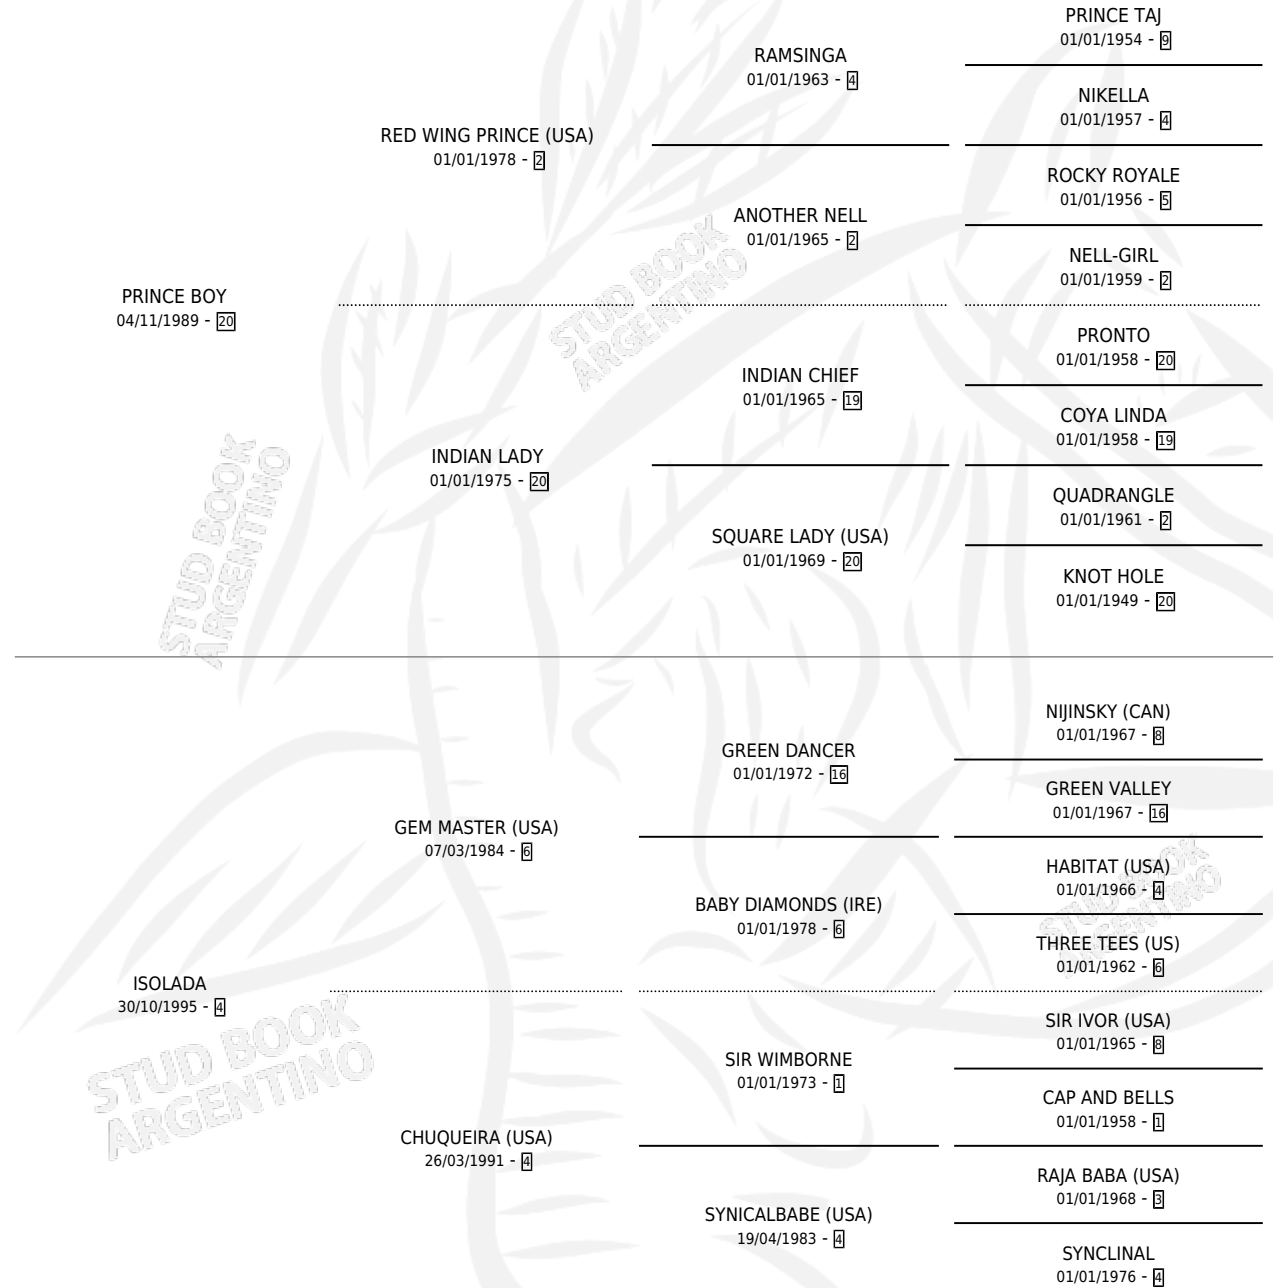 PRINCE TAJ
01/01/1954 - 9
RAMSINGA
01/01/1963 - 4
NIKELLA
01/01/1957 - 4
RED WING PRINCE (USA)
01/01/1978 - 2
ROCKY ROYALE
01/01/1956 - 5
ANOTHER NELL
01/01/1965 - 2
NELL-GIRL
01/01/1959 - 2
PRINCE BOY
04/11/1989 - 20
PRONTO
01/01/1958 - 20
INDIAN CHIEF
01/01/1965 - 19
COYA LINDA
01/01/1958 - 19
INDIAN LADY
01/01/1975 - 20
QUADRANGLE
01/01/1961 - 2
SQUARE LADY (USA)
01/01/1969 - 20
KNOT HOLE
01/01/1949 - 20
NIJINSKY (CAN)
01/01/1967 - 8
GREEN DANCER
01/01/1972 - 16
GREEN VALLEY
01/01/1967 - 16
GEM MASTER (USA)
07/03/1984 - 6
HABITAT (USA)
01/01/1966 - 4
BABY DIAMONDS (IRE)
01/01/1978 - 6
THREE TEES (US)
01/01/1962 - 6
ISOLADA
30/10/1995 - 4
SIR IVOR (USA)
01/01/1965 - 8
SIR WIMBORNE
01/01/1973 - 1
CAP AND BELLS
01/01/1958 - 1
CHUQUEIRA (USA)
26/03/1991 - 4
RAJA BABA (USA)
01/01/1968 - 3
SYNICALBABE (USA)
19/04/1983 - 4
SYNCLINAL
01/01/1976 - 4
STUD BOOK
ARGENTINO
STUD BOOK
ARGENTINO
STUD BOOK
ARGENTINO
STUD BOOK
ARGENTINO